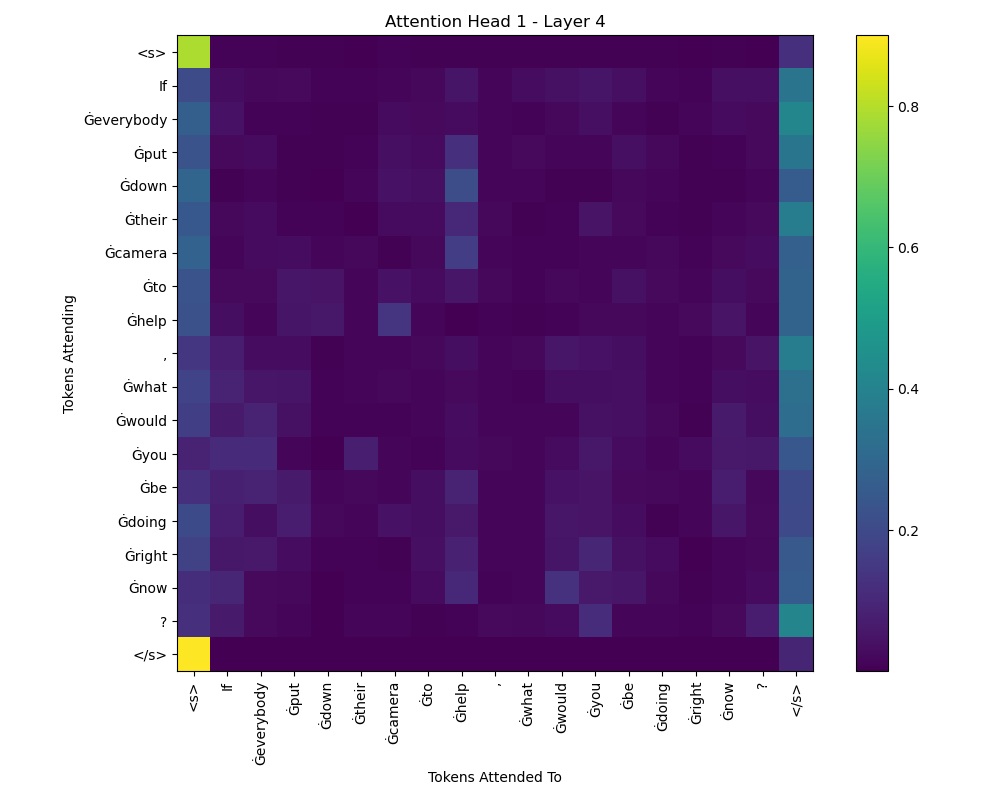 Attention Head 1 - Layer 4
<s>
If
Ġeverybody
Ġput
Ġdown
Ġtheir
Ġcamera
Ġto
Ġhelp
,
Ġwhat
Ġwould
Ġyou
Ġbe
Ġdoing
Ġright
Ġnow
?
</s>
Tokens Attending
<s>
If
Ġeverybody
Ġput
Ġdown
Ġtheir
Ġcamera
Ġto
Ġhelp
,
Ġwhat
Ġwould
Ġyou
Ġbe
Ġdoing
Ġright
Ġnow
?
</s>
Tokens Attended To
0.8
0.6
0.4
0.2